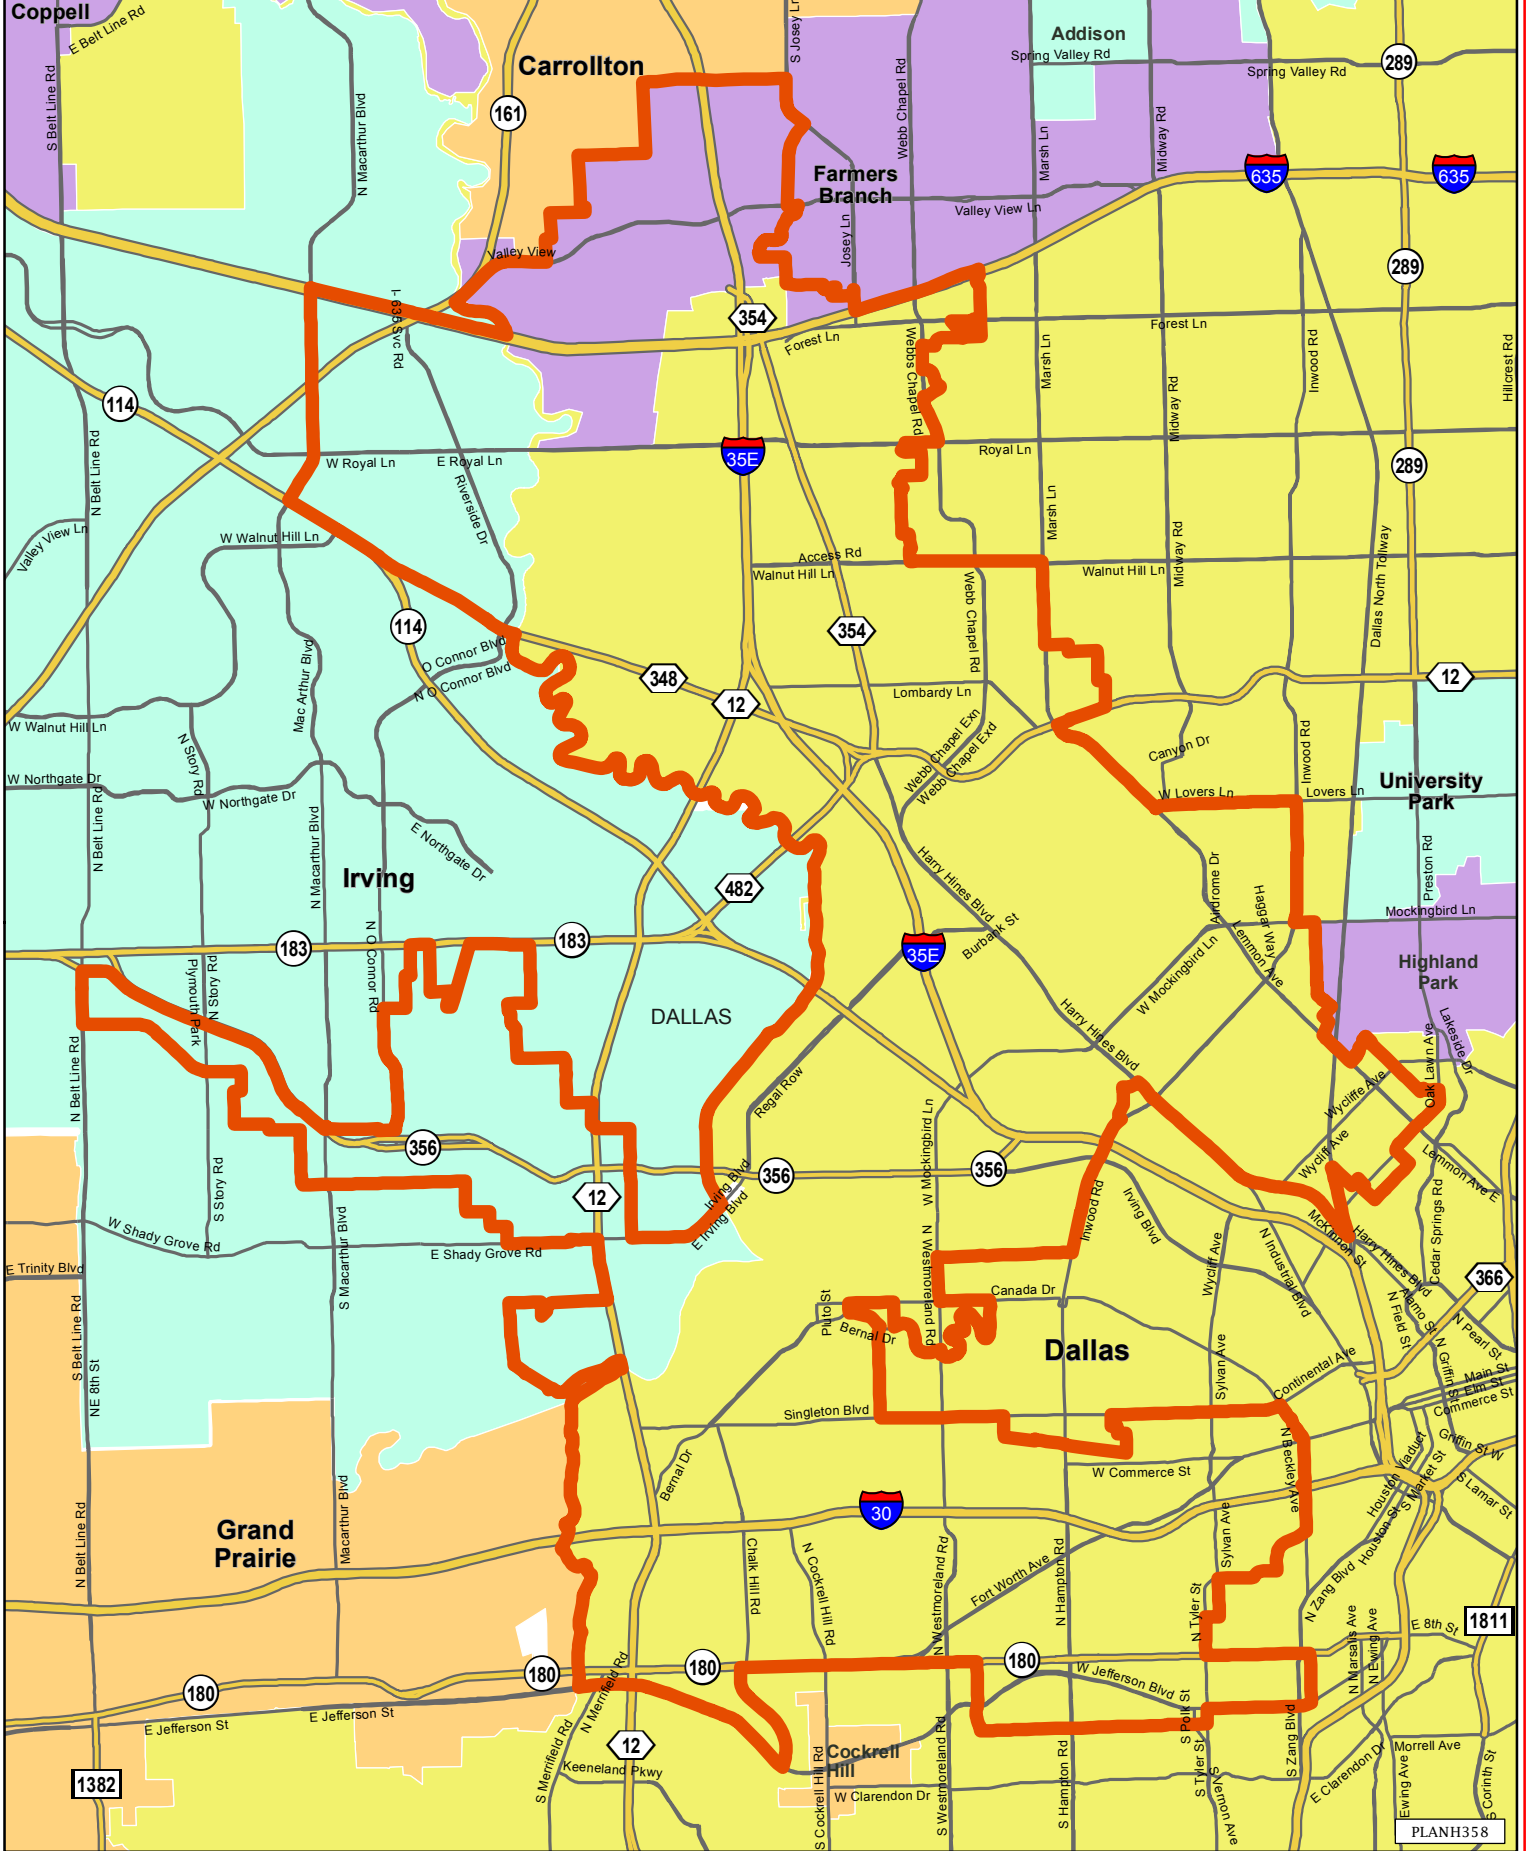 Coppell
E Belt Line Rd
S Belt Line Rd
N Macarthur Blvd
161
Carrollton
S Josey Ln
Webb Chapel Rd
Addison
Spring Valley Rd
Marsh Ln
Midway Rd
Spring Valley Rd
289
635
635
Farmers
Branch
Valley View Ln
Josey Ln
Valley View
I-635 Svc Rd
354
Forest Ln
Forest Ln
289
Webbs Chapel Rd
Marsh Ln
Midway Rd
Inwood Rd
Hillcrest Rd
114
N Belt Line Rd
W Royal Ln
E Royal Ln
35E
Royal Ln
289
Riverside Dr
Valley View Ln
W Walnut Hill Ln
Access Rd
Walnut Hill Ln
Marsh Ln
Walnut Hill Ln
Midway Rd
Dallas North Tollway
Webb Chapel Rd
114
O Connor Blvd
N O Connor Blvd
Mac Arthur Blvd
354
348
12
12
Lombardy Ln
W Walnut Hill Ln
N Story Rd
Webb Chapel Exn
Webb Chapel Exd
Canyon Dr
Inwood Rd
W Northgate Dr
W Northgate Dr
W Lovers Ln
Lovers Ln
University
Park
N Belt Line Rd
N Macarthur Blvd
E Northgate Dr
Irving
482
Harry Hines Blvd
Airdrome Dr
Haggar Way
Preston Rd
Mockingbird Ln
N O Connor Rd
183
183
35E
Burbank St
Lemmon Ave
Highland
Park
Plymouth Park
N Story Rd
DALLAS
W Mockingbird Ln
Harry Hines Blvd
Lakeside Dr
Oak Lawn Ave
N Belt Line Rd
Regal Row
Wycliffe Ave
W Mockingbird Ln
356
356
356
Wycliff Ave
Lemmon Ave E
12
Irving Blvd
E Irving Blvd
S Story Rd
Inwood Rd
Irving Blvd
McKinnon St
Cedar Springs Rd
W Shady Grove Rd
E Shady Grove Rd
S Macarthur Blvd
N Westmoreland Rd
Wycliff Ave
N Industrial Blvd
Harry Hines Blvd
E Trinity Blvd
366
S Belt Line Rd
Pluto St
Bernal Dr
Canada Dr
Alamo St
N Field St
N Pearl St
N Griffin St
Dallas
Sylvan Ave
Continental Ave
Main St
Elm St
Commerce St
NE 8th St
Singleton Blvd
N Beckley Ave
Griffin St W
Bernal Dr
W Commerce St
Houston Viaduct
S Market St
S Lamar St
N Belt Line Rd
Macarthur Blvd
30
Grand
Prairie
Sylvan Ave
Houston St
Chalk Hill Rd
N Cockrell Hill Rd
N Westmoreland Rd
Fort Worth Ave
N Hampton Rd
N Tyler St
N Zang Blvd
N Marsalis Ave
N Ewing Ave
E 8th St
1811
180
180
180
180
N Merrifield Rd
W Jefferson Blvd
E Jefferson St
E Jefferson St
S Polk St
S Zang Blvd
S Merrifield Rd
12
Keeneland Pkwy
Cockrell
Hill
S Cockrell Hill Rd
W Clarendon Dr
S Westmoreland Rd
S Hampton Rd
S Tyler St
S Vernon Ave
E Clarendon Dr
Morrell Ave
Ewing Ave
S Corinth St
1382
PLANH358